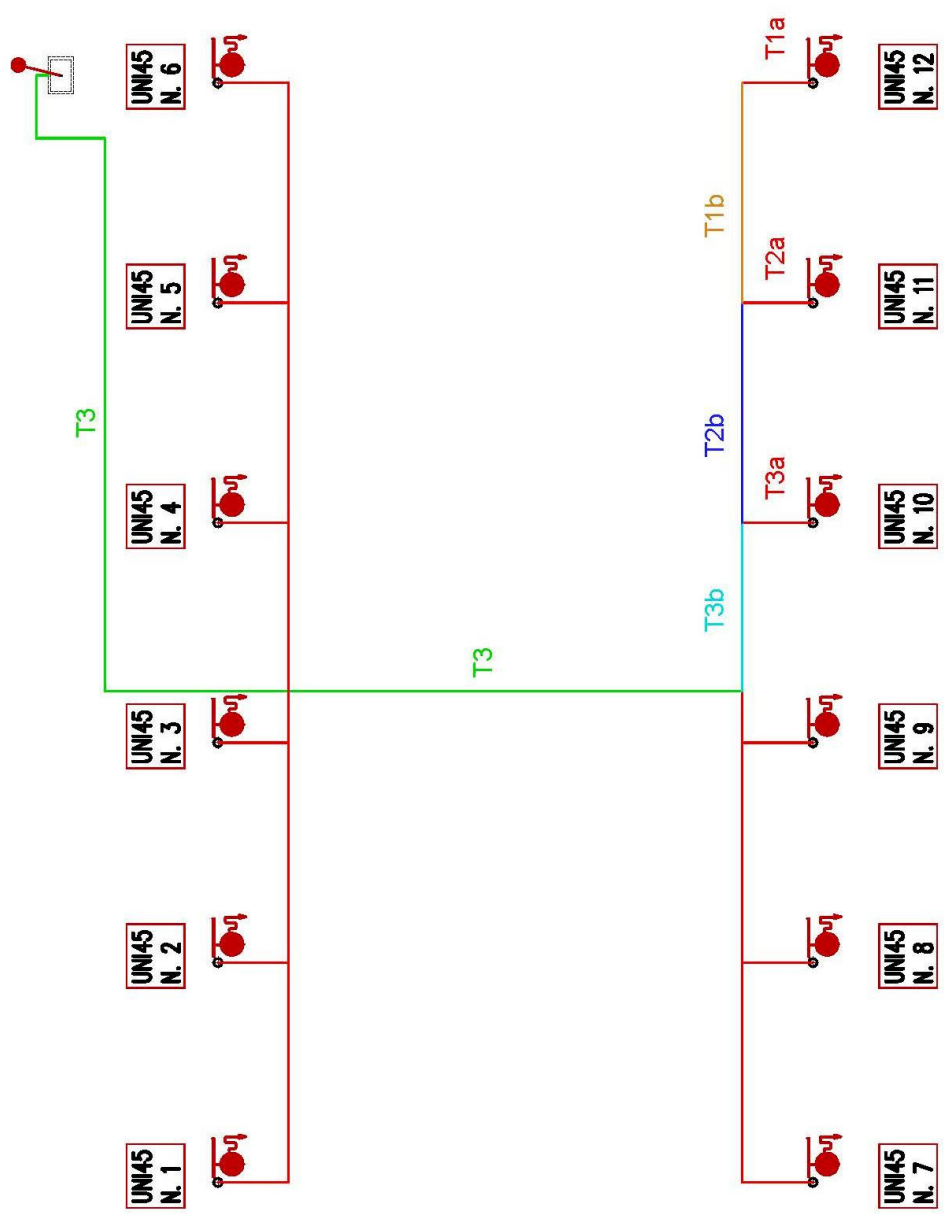 T3
UNI45
N. 1
UNI45
N. 2
UNI45
N. 3
UNI45
N. 4
UNI45
N. 5
UNI45
N. 6
T3
T3b
T2b
T1b
T3a
T2a
T1a
UNI45
N. 7
UNI45
N. 8
UNI45
N. 9
UNI45
N. 10
UNI45
N. 11
UNI45
N. 12